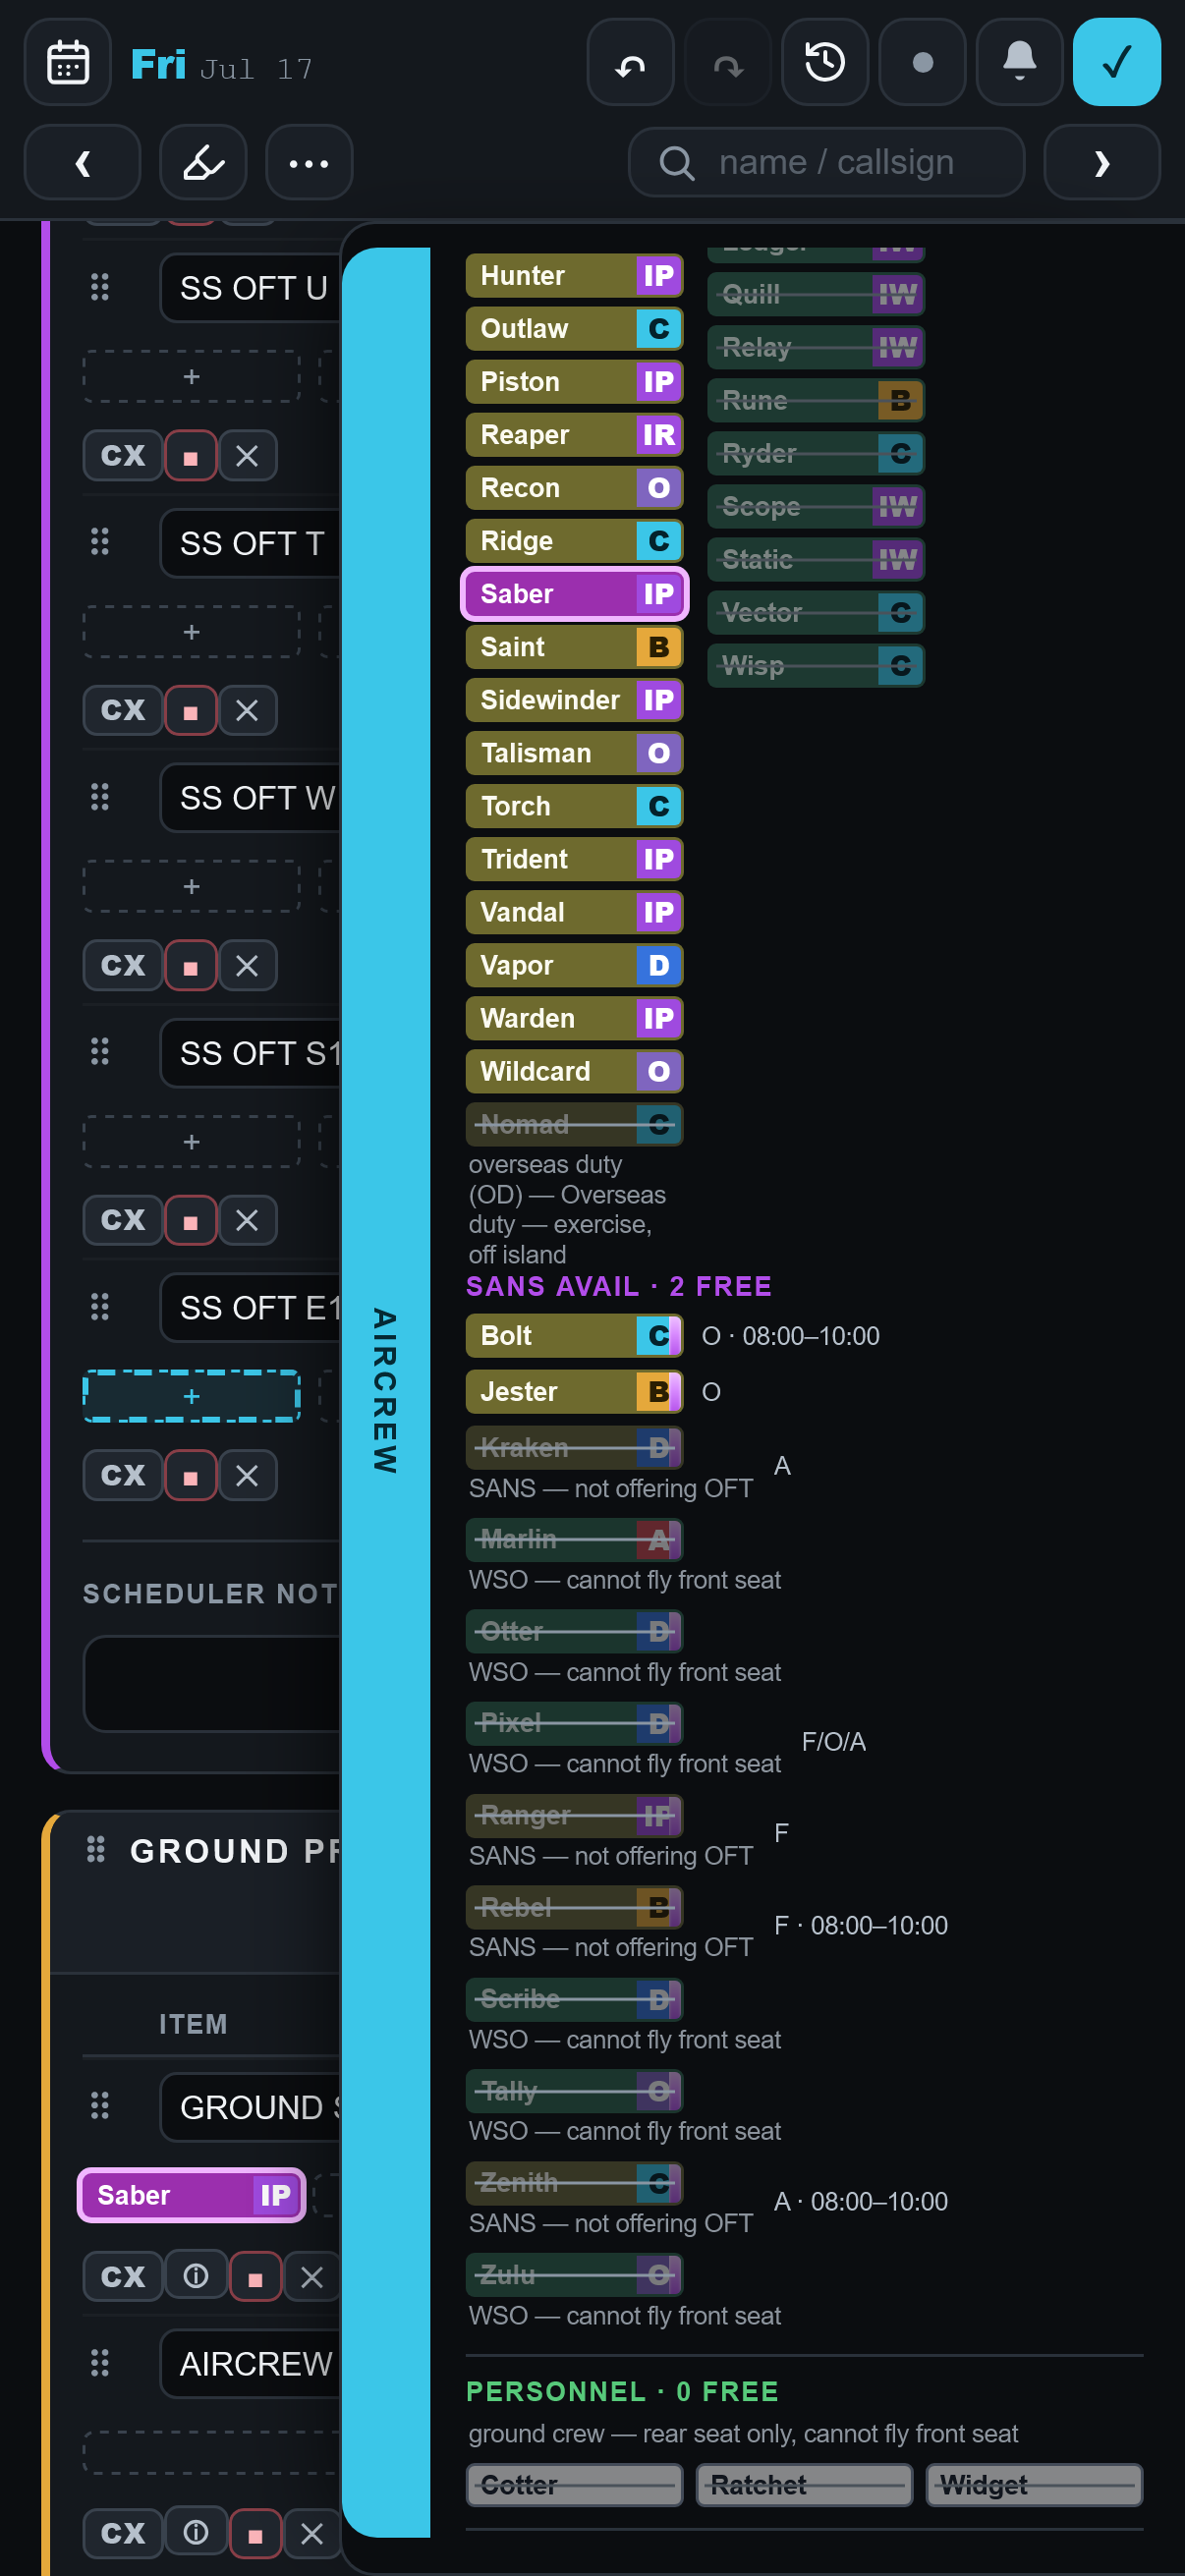 Fri Jul 17
name / callsign
SS OFT U
+
CX
SS OFT T
+
CX
SS OFT W
+
CX
SS OFT S1
+
CX
SS OFT E1
+
CX
SCHEDULER NOT
GROUND PR
ITEM
GROUND S
Saber IP
CX
AIRCREW
CX
AIRCREW
Hunter IP
Outlaw C
Piston IP
Reaper IR
Recon O
Ridge C
Saber IP
Saint B
Sidewinder IP
Talisman O
Torch C
Trident IP
Vandal IP
Vapor D
Warden IP
Wildcard O
Nomad C
overseas duty
(OD) — Overseas
duty — exercise,
off island
Quill IW
Relay IW
Rune B
Ryder C
Scope IW
Static IW
Vector C
Wisp C
SANS AVAIL · 2 FREE
Bolt C O · 08:00–10:00
Jester B O
Kraken D A
SANS — not offering OFT
Marlin A
WSO — cannot fly front seat
Otter D
WSO — cannot fly front seat
Pixel D F/O/A
WSO — cannot fly front seat
Ranger IP F
SANS — not offering OFT
Rebel B F · 08:00–10:00
SANS — not offering OFT
Scribe D
WSO — cannot fly front seat
Tally O
WSO — cannot fly front seat
Zenith C A · 08:00–10:00
SANS — not offering OFT
Zulu O
WSO — cannot fly front seat
PERSONNEL · 0 FREE
ground crew — rear seat only, cannot fly front seat
Cotter Ratchet Widget